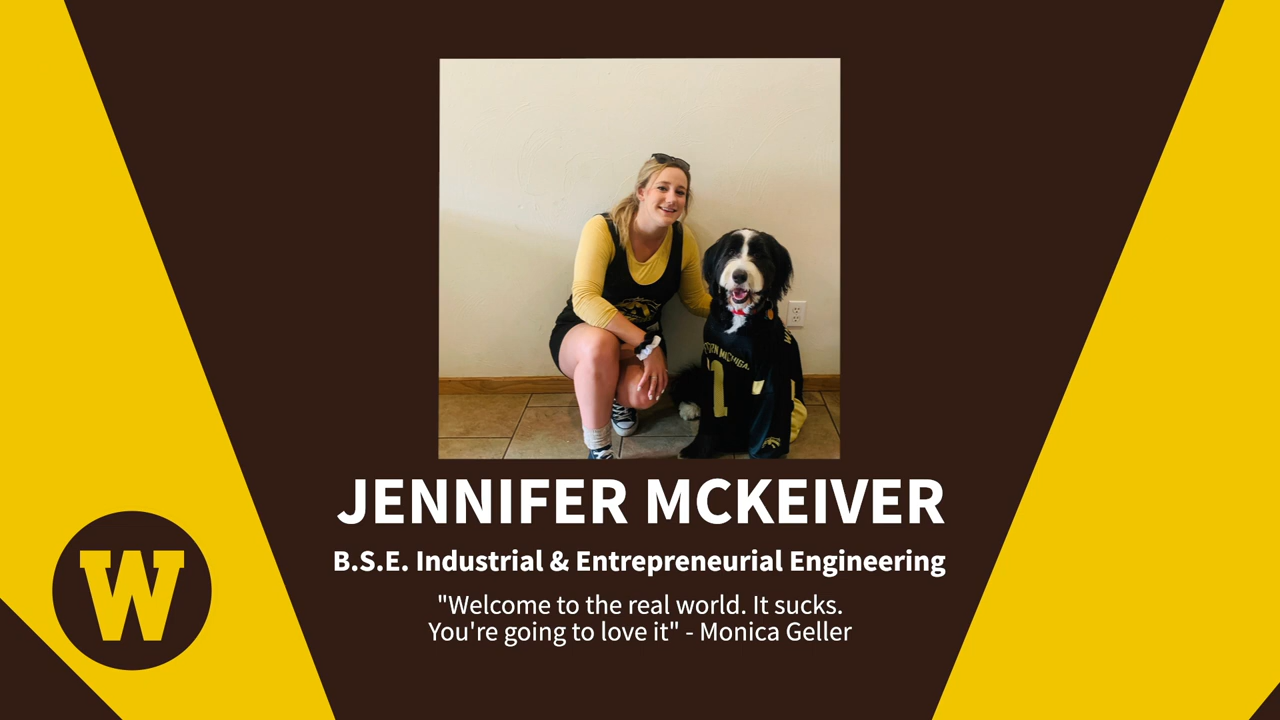 JENNIFER MCKEIVER
B.S.E. Industrial & Entrepreneurial Engineering
"Welcome to the real world. It sucks.
You're going to love it" - Monica Geller
W